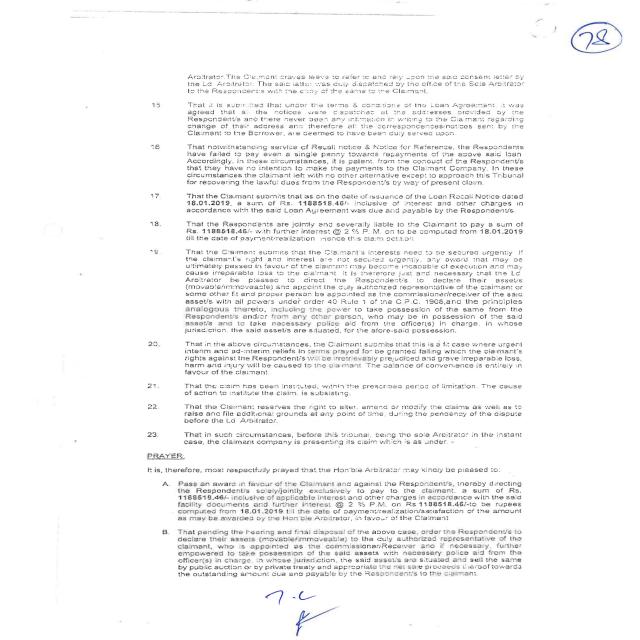 78
Arbitrator. The Claimant craves leave to refer to and rely upon the said consent letter by
the Ld. Arbitrator. The said letter was duly dispatched by the office of the Sole Arbitrator
to the Respondents with the copy of the same to the Claimant.
15. That it is submitted that under the terms & conditions of the Loan Agreement, it was
agreed that all the notices were dispatched at the addresses provided by the
Respondent/s and there never been any intimation in writing to the Claimant regarding
change of their address and therefore all the correspondences/notices sent by the
Claimant to the Borrower, are deemed to have been duly served upon.
16 That notwithstanding service of Recall notice & Notice for Reference, the Respondents
have failed to pay even a single penny towards repayments of the above said loan.
Accordingly, in these circumstances, it is patent, from the conduct of the Respondent/s
that they have no intention to make the payments to the Claimant Company. In these
circumstances the claimant left with no other alternative except to approach this Tribunal
for recovering the lawful dues from the Respondent/s by way of present claim.
17. That the Claimant submits that as on the date of issuance of the Loan Recall Notice dated
18.01.2019, a sum of Rs. 1188518.46/- inclusive of interest and other charges in
accordance with the said Loan Agreement was due and payable by the Respondent/s.
18. That the Respondents are jointly and severally liable to the Claimant to pay a sum of
Rs. 1188518.46/- with further interest @ 2 % P.M. on to be computed from 18.01.2019
till the date of payment/realization. Hence this claim petition.
19. That the Claimant submits that the Claimant's interests need to be secured urgently. If
the claimant's right and interest are not secured urgently, any award that may be
ultimately passed in favour of the claimant may become incapable of execution and may
cause irreparable loss to the claimant. It is therefore just and necessary that the Ld.
Arbitrator be pleased to direct the Respondent/s to declare their asset/s
(movable/immoveable) and appoint the duly authorized representative of the claimant or
some other fit and proper person be appointed as the commissioner/receiver of the said
asset/s with all powers under order 40 Rule 1 of the C.P.C. 1908,and the principles
analogous thereto, including the power to take possession of the same from the
Respondent/s and/or from any other person, who may be in possession of the said
asset/s and to take necessary police aid from the officer(s) in charge, in whose
jurisdiction, the said asset/s are situated, for the afore-said possession.
20. That in the above circumstances, the Claimant submits that this is a fit case where urgent
interim and ad-interim reliefs in terms prayed for be granted failing which the claimant's
rights against the Respondent/s will be irretrievably prejudiced and grave irreparable loss,
harm and injury will be caused to the claimant. The balance of convenience is entirely in
favour of the claimant.
21. That the claim has been instituted, within the prescribed period of limitation. The cause
of action to institute the claim, is subsisting.
22. That the Claimant reserves the right to alter, amend or modify the claims as well as to
raise and file additional grounds at any point of time, during the pendency of the dispute
before the Ld. Arbitrator.
23. That in such circumstances, before this tribunal, being the sole Arbitrator in the instant
case, the claimant company is presenting its claim which is as under: -
PRAYER
It is, therefore, most respectfully prayed that the Hon'ble Arbitrator may kindly be pleased to:
A. Pass an award in favour of the Claimant and against the Respondent/s, thereby directing
the Respondent/s solely/jointly exclusively to pay to the claimant, a sum of Rs.
1188518.46/- inclusive of applicable interest and other charges in accordance with the said
facility documents and further interest @ 2 % P.M. on Rs 1188518.46/-to be rupees
computed from 18.01.2019 till the date of payment/realization/satisfaction of the amount
as may be awarded by the Hon'ble Arbitrator, in favour of the Claimant
B. That pending the hearing and final disposal of the above case, order the Respondent/s to
declare their assets (movable/immoveable) to the duly authorized representative of the
claimant, who is appointed as the commissioner/Receiver and if necessary, further
empowered to take possession of the said assets with necessary police aid from the
officer(s) in charge, in whose jurisdiction, the said asset/s are situated and sell the same
by public auction or by private treaty and appropriate the net sale proceeds thereof towards
the outstanding amount due and payable by the Respondent/s to the claimant.
T.C